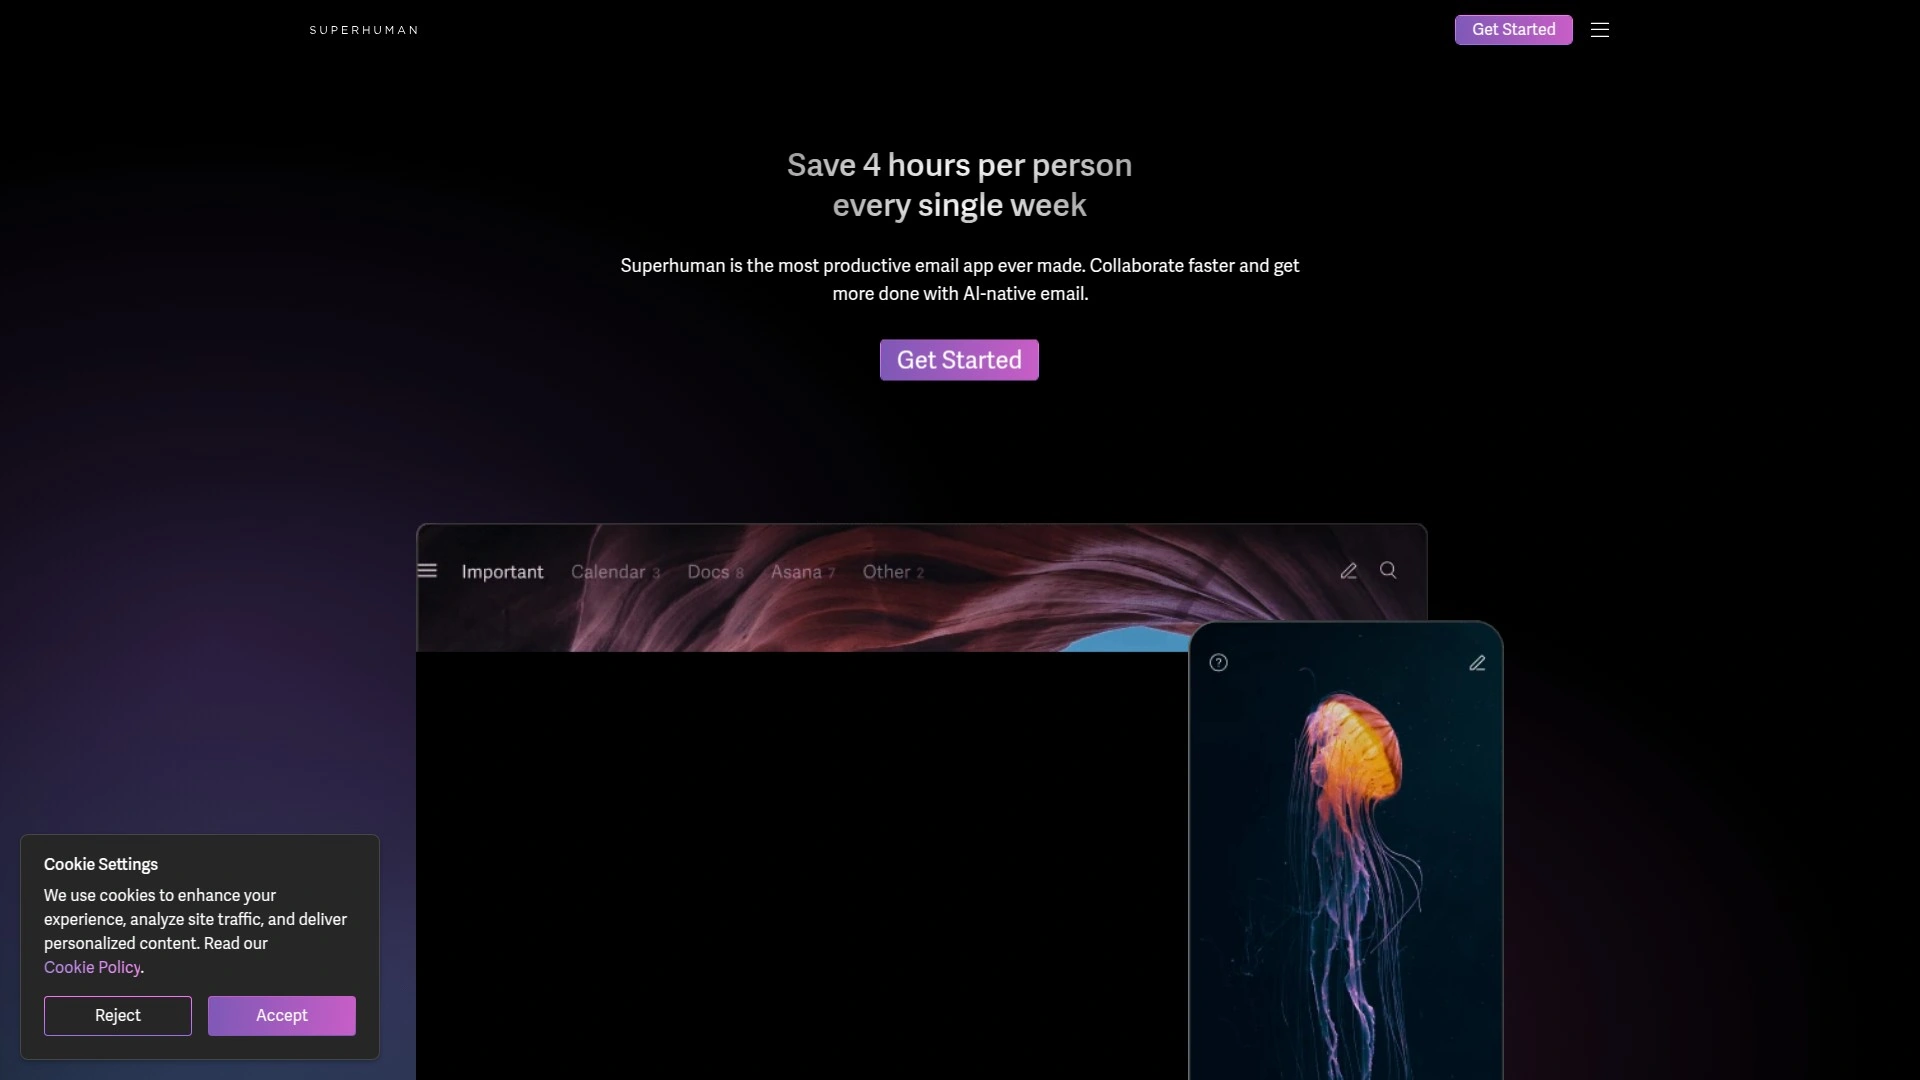 SUPERHUMAN
Get Started
Save 4 hours per person
every single week
Superhuman is the most productive email app ever made. Collaborate faster and get
more done with AI-native email.
Get Started
Important Calendar 3 Docs 8 Asana 7 Other 2
?
Cookie Settings
We use cookies to enhance your
experience, analyze site traffic, and deliver
personalized content. Read our
Cookie Policy.
Reject Accept